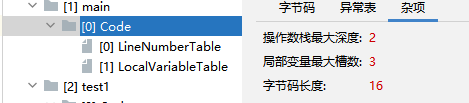 [1] main
[0] Code
[0] LineNumberTable
[1] LocalVariableTable
[2] test1
字节码 异常表 杂项
操作数栈最大深度: 2
局部变量最大槽数: 3
字节码长度: 16